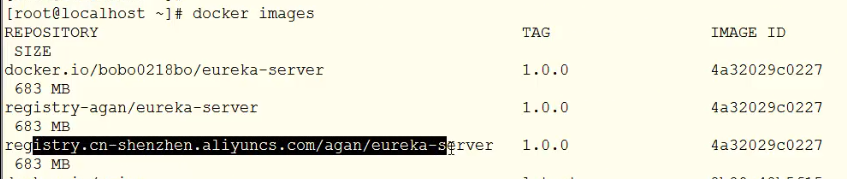 [root@localhost ~]# docker images
REPOSITORY TAG IMAGE ID
SIZE
docker.io/bobo0218bo/eureka-server 1.0.0 4a32029c0227
683 MB
registry-agan/eureka-server 1.0.0 4a32029c0227
683 MB
registry.cn-shenzhen.aliyuncs.com/agan/eureka-server 1.0.0 4a32029c0227
683 MB